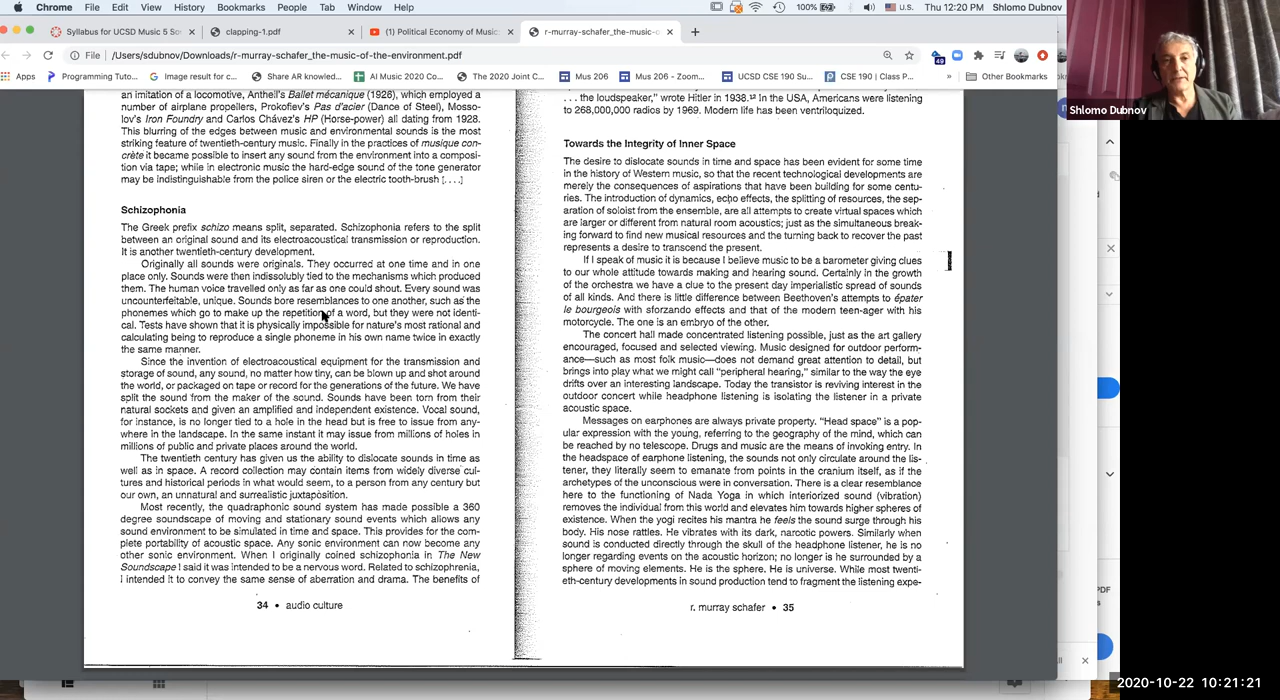 Chrome File Edit View History Bookmarks People Tab Window Help
100% U.S. Thu 12:20 PM Shlomo Dubnov
Syllabus for UCSD Music 5 So
clapping-1.pdf
(1) Political Economy of Music:
r-murray-schafer_the-music-o
File /Users/sdubnov/Downloads/r-murray-schafer_the-music-of-the-environment.pdf
49
Apps Programming Tuto... Image result for c... Share AR knowled... AI Music 2020 Co... The 2020 Joint C... Mus 206 Mus 206 - Zoom... UCSD CSE 190 Su... CSE 190 | Class P... » Other Bookmarks
Shlomo Dubnov
an imitation of a locomotive, Antheil's Ballet mécanique (1926), which employed a
number of airplane propellers, Prokofiev's Pas d'acier (Dance of Steel), Mosso-
lov's Iron Foundry and Carlos Chávez's HP (Horse-power) all dating from 1928.
This blurring of the edges between music and environmental sounds is the most
striking feature of twentieth-century music. Finally in the practices of musique con-
crète it became possible to insert any sound from the environment into a composi-
tion via tape; while in electronic music the hard-edge sound of the tone generator
may be indistinguishable from the police siren or the electric tooth-brush [. . . .]
Schizophonia
The Greek prefix schizo means split, separated. Schizophonia refers to the split
between an original sound and its electroacoustical transmission or reproduction.
It is another twentieth-century development.
Originally all sounds were originals. They occurred at one time and in one
place only. Sounds were then indissolubly tied to the mechanisms which produced
them. The human voice travelled only as far as one could shout. Every sound was
uncounterfeitable, unique. Sounds bore resemblances to one another, such as the
phonemes which go to make up the repetition of a word, but they were not identi-
cal. Tests have shown that it is physically impossible for nature's most rational and
calculating being to reproduce a single phoneme in his own name twice in exactly
the same manner.
Since the invention of electroacoustical equipment for the transmission and
storage of sound, any sound, no matter how tiny, can be blown up and shot around
the world, or packaged on tape or record for the generations of the future. We have
split the sound from the maker of the sound. Sounds have been torn from their
natural sockets and given an amplified and independent existence. Vocal sound,
for instance, is no longer tied to a hole in the head but is free to issue from any-
where in the landscape. In the same instant it may issue from millions of holes in
millions of public and private places around the world.
The twentieth century has given us the ability to dislocate sounds in time as
well as in space. A record collection may contain items from widely diverse cul-
tures and historical periods in what would seem, to a person from any century but
our own, an unnatural and surrealistic juxtaposition.
Most recently, the quadraphonic sound system has made possible a 360
degree soundscape of moving and stationary sound events which allows any
sound environment to be simulated in time and space. This provides for the com-
plete portability of acoustic space. Any sonic environment can now become any
other sonic environment. When I originally coined schizophonia in The New
Soundscape I said it was intended to be a nervous word. Related to schizophrenia,
I intended it to convey the same sense of aberration and drama. The benefits of
34 • audio culture
. . . the loudspeaker," wrote Hitler in 1938.¹² In the USA, Americans were listening
to 268,000,000 radios by 1969. Modern life has been ventriloquized.
Towards the Integrity of Inner Space
The desire to dislocate sounds in time and space has been evident for some time
in the history of Western music, so that the recent technological developments are
merely the consequences of aspirations that have been building for some centu-
ries. The introduction of dynamics, echo effects, the splitting of resources, the sep-
aration of soloist from the ensemble, are all attempts to create virtual spaces which
are larger or different from natural room acoustics; just as the simultaneous break-
ing forward to find new musical resources and the turning back to recover the past
represents a desire to transcend the present.
If I speak of music it is because I believe music to be a barometer giving clues
to our whole attitude towards making and hearing sound. Certainly in the growth
of the orchestra we have a clue to the present day imperialistic spread of sounds
of all kinds. And there is little difference between Beethoven's attempts to épater
le bourgeois with sforzando effects and that of the modern teen-ager with his
motorcycle. The one is an embryo of the other.
The concert hall made concentrated listening possible, just as the art gallery
encouraged, focused and selected viewing. Music designed for outdoor perform-
ance—such as most folk music—does not demand great attention to detail, but
brings into play what we might call "peripheral hearing," similar to the way the eye
drifts over an interesting landscape. Today the transistor is reviving interest in the
outdoor concert while headphone listening is isolating the listener in a private
acoustic space.
Messages on earphones are always private property. "Head space" is a pop-
ular expression with the young, referring to the geography of the mind, which can
be reached by no telescope. Drugs and music are the means of invoking entry. In
the headspace of earphone listening, the sounds not only circulate around the lis-
tener, they literally seem to emanate from points in the cranium itself, as if the
archetypes of the unconscious were in conversation. There is a clear resemblance
here to the functioning of Nada Yoga in which interiorized sound (vibration)
removes the individual from this world and elevates him towards higher spheres of
existence. When the yogi recites his mantra he feels the sound surge through his
body. His nose rattles. He vibrates with its dark, narcotic powers. Similarly when
sound is conducted directly through the skull of the headphone listener, he is no
longer regarding events on the acoustic horizon; no longer is he surrounded by a
sphere of moving elements. He is the sphere. He is universe. While most twenti-
eth-century developments in sound production tend to fragment the listening expe-
r. murray schafer • 35
PDF
2020-10-22 10:21:21